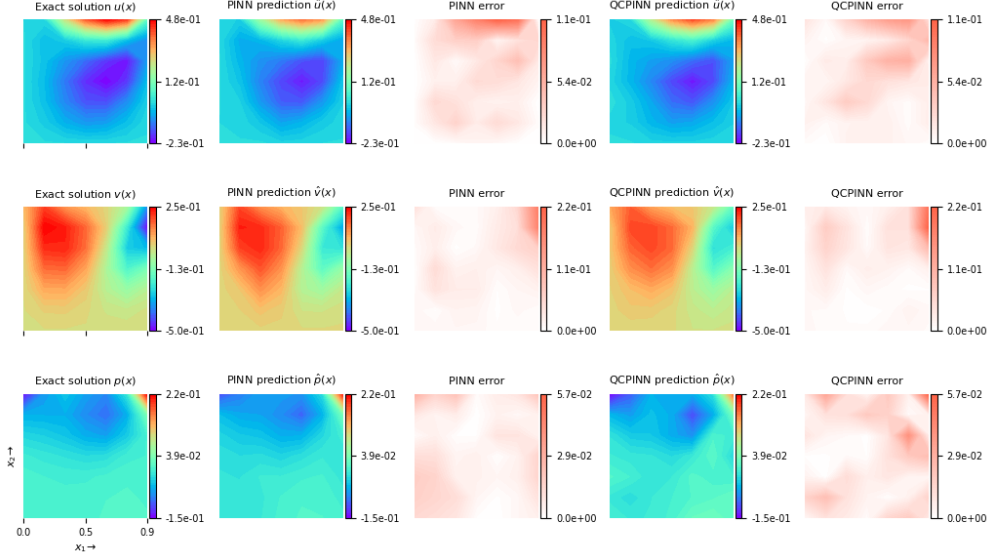 Exact solution u(x)
PINN prediction ū(x)
PINN error
QCPINN prediction ū(x)
QCPINN error
4.8e-01
1.2e-01
-2.3e-01
4.8e-01
1.2e-01
-2.3e-01
1.1e-01
5.4e-02
0.0e+00
4.8e-01
1.2e-01
-2.3e-01
1.1e-01
5.4e-02
0.0e+00
Exact solution v(x)
PINN prediction v̂(x)
PINN error
QCPINN prediction v̂(x)
QCPINN error
2.5e-01
-1.3e-01
-5.0e-01
2.5e-01
-1.3e-01
-5.0e-01
2.2e-01
1.1e-01
0.0e+00
2.5e-01
-1.3e-01
-5.0e-01
2.2e-01
1.1e-01
0.0e+00
Exact solution p(x)
PINN prediction p̂(x)
PINN error
QCPINN prediction p̂(x)
QCPINN error
2.2e-01
3.9e-02
-1.5e-01
2.2e-01
3.9e-02
-1.5e-01
5.7e-02
2.9e-02
0.0e+00
2.2e-01
3.9e-02
-1.5e-01
5.7e-02
2.9e-02
0.0e+00
x₂→
0.0
0.5
0.9
x₁→